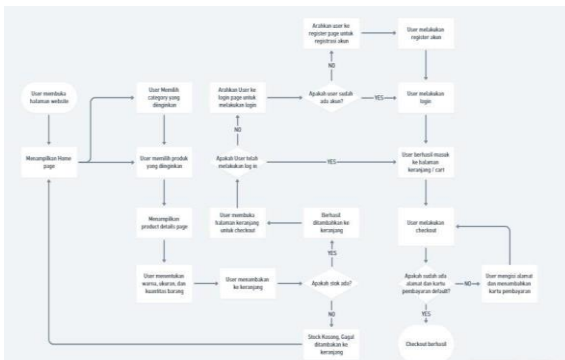 Arahkan user ke
register page untuk
registrasi akun
User melakukan
register akun
NO
User membuka
halaman website
User Memilih
category yang
diinginkan
Arahkan User ke
login page untuk
melakukan login
Apakah user sudah
ada akun?
YES
User melakukan
login
NO
Menampilkan Home
page
User memilih produk
yang diinginkan
Apakah User telah
melakukan log in
YES
User berhasil masuk
ke halaman
keranjang / cart
Menampilkan
product details page
User membuka
halaman keranjang
untuk checkout
Berhasil
ditambahkan ke
keranjang
User melakukan
checkout
YES
User menentukan
warna, ukuran, dan
kuantitas barang
User menambahkan
ke keranjang
Apakah stok ada?
Apakah sudah ada
alamat dan kartu
pembayaran default?
NO
User mengisi alamat
dan menambahkan
kartu pembayaran
NO
YES
Stock Kosong, Gagal
ditambahkan ke
keranjang
Checkout berhasil